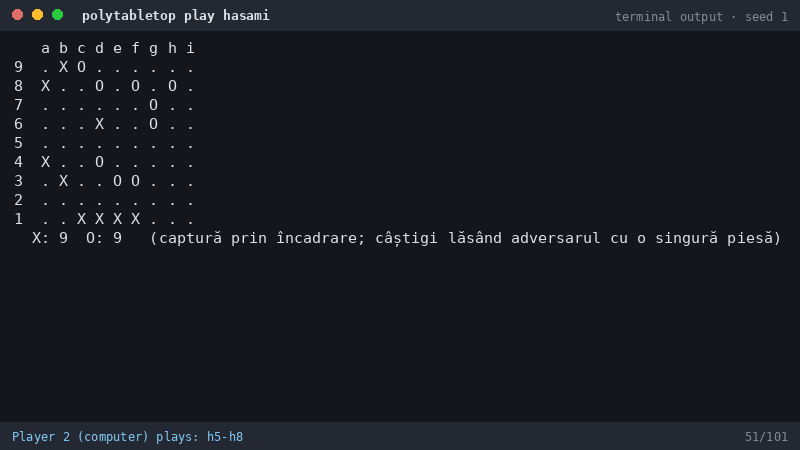 polytabletop play hasami
terminal output · seed 1
a b c d e f g h i
9 . X O . . . . . .
8 X . . O . O . O .
7 . . . . . . O . .
6 . . . X . . O . .
5 . . . . . . . . .
4 X . . O . . . . .
3 . X . . O O . . .
2 . . . . . . . . .
1 . . X X X X . . .
X: 9 O: 9 (captură prin încadrare; câștigi lăsând adversarul cu o singură piesă)
Player 2 (computer) plays: h5-h8
51/101